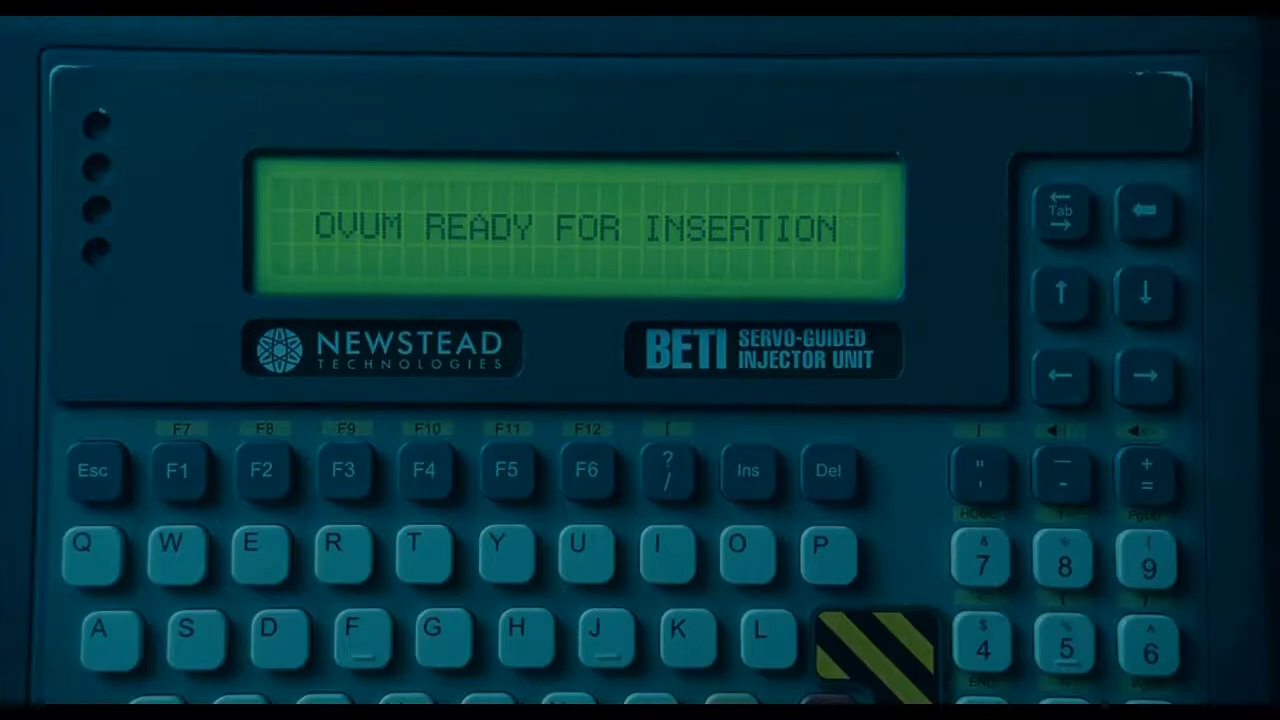 OVUM READY FOR INSERTION
NEWSTEAD
TECHNOLOGIES
BETI SERVO-GUIDED
INJECTOR UNIT
Tab
F7 F8 F9 F10 F11 F12 [ ]
Esc F1 F2 F3 F4 F5 F6 ? / Ins Del " ' — - + =
HOME
Q W E R T Y U I O P & 7 * 8 ( 9
A S D F G H J K L $ 4 % 5 ^ 6